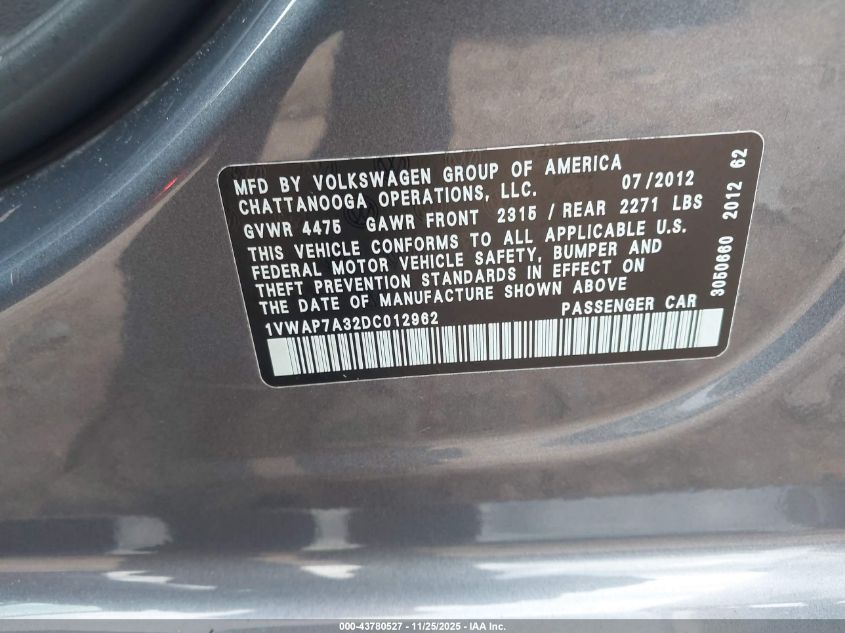 MFD BY VOLKSWAGEN GROUP OF AMERICA
CHATTANOOGA OPERATIONS, LLC. 07/2012
GVWR 4475 GAWR FRONT 2315 / REAR 2271 LBS
THIS VEHICLE CONFORMS TO ALL APPLICABLE U.S.
FEDERAL MOTOR VEHICLE SAFETY, BUMPER AND
THEFT PREVENTION STANDARDS IN EFFECT ON
THE DATE OF MANUFACTURE SHOWN ABOVE
1VWAP7A32DC012962 PASSENGER CAR
3050660 2012 62
000-43780527 - 11/25/2025 - IAA Inc.